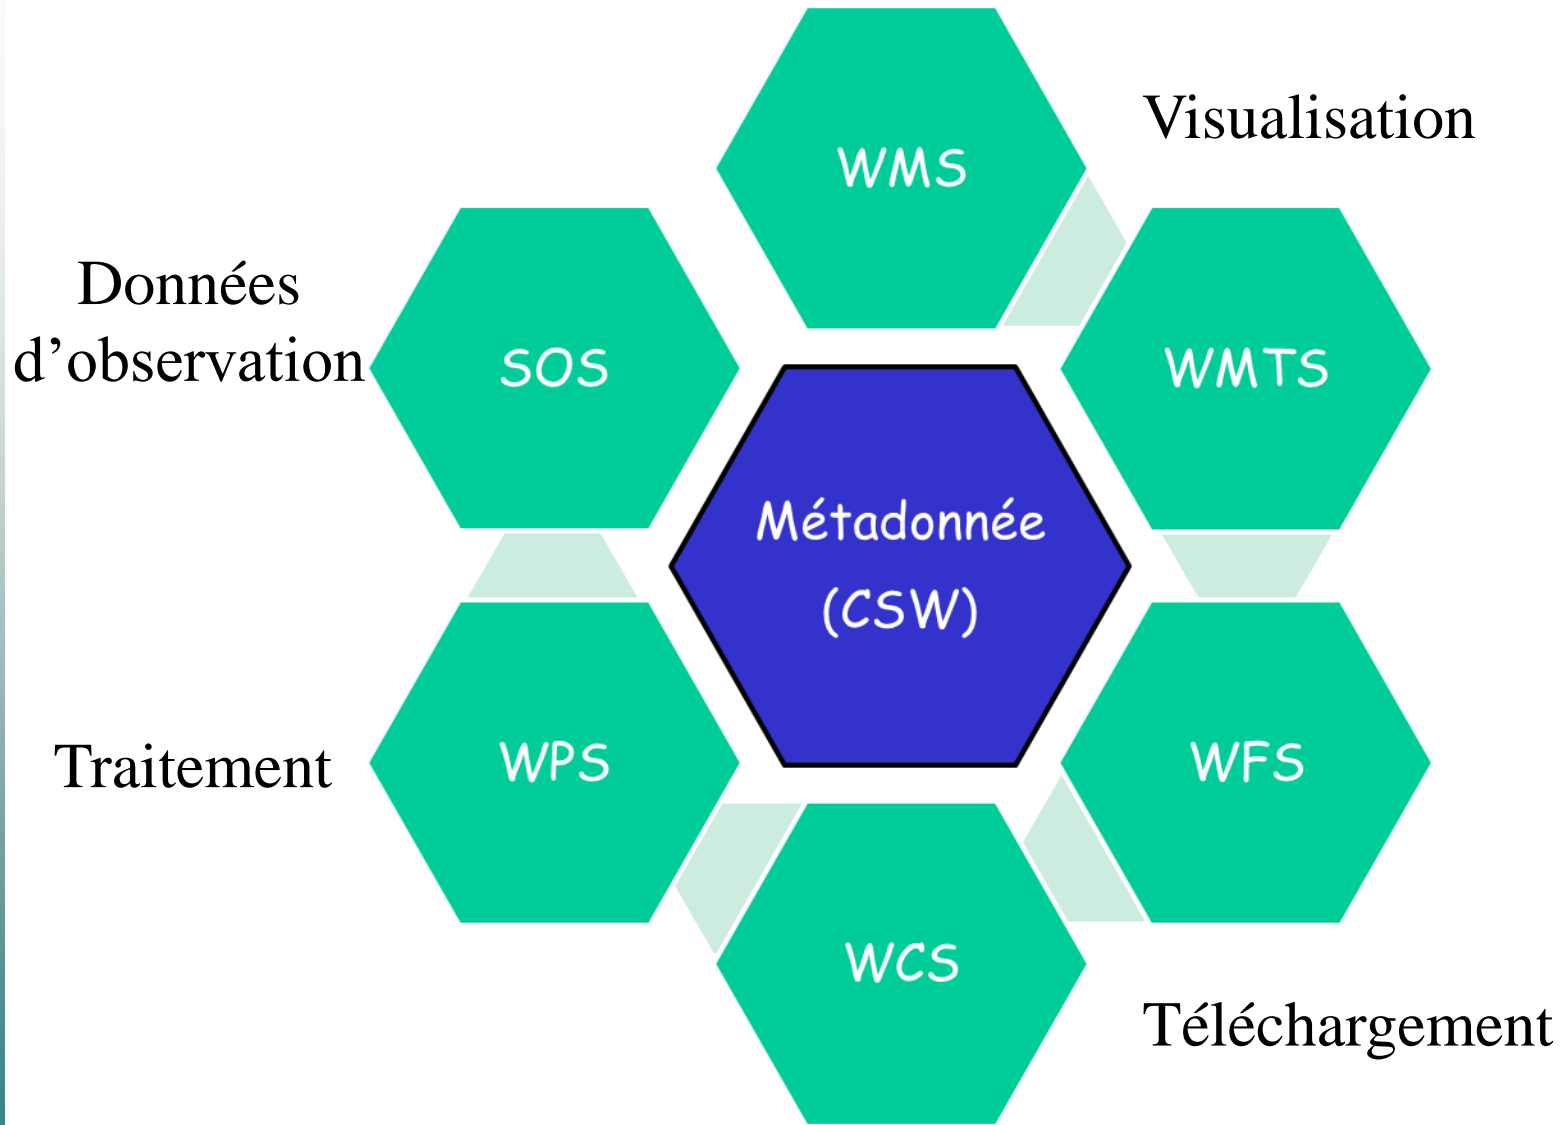 WMS
Visualisation
Données
d’observation
SOS
WMTS
Métadonnée
(CSW)
Traitement
WPS
WFS
WCS
Téléchargement